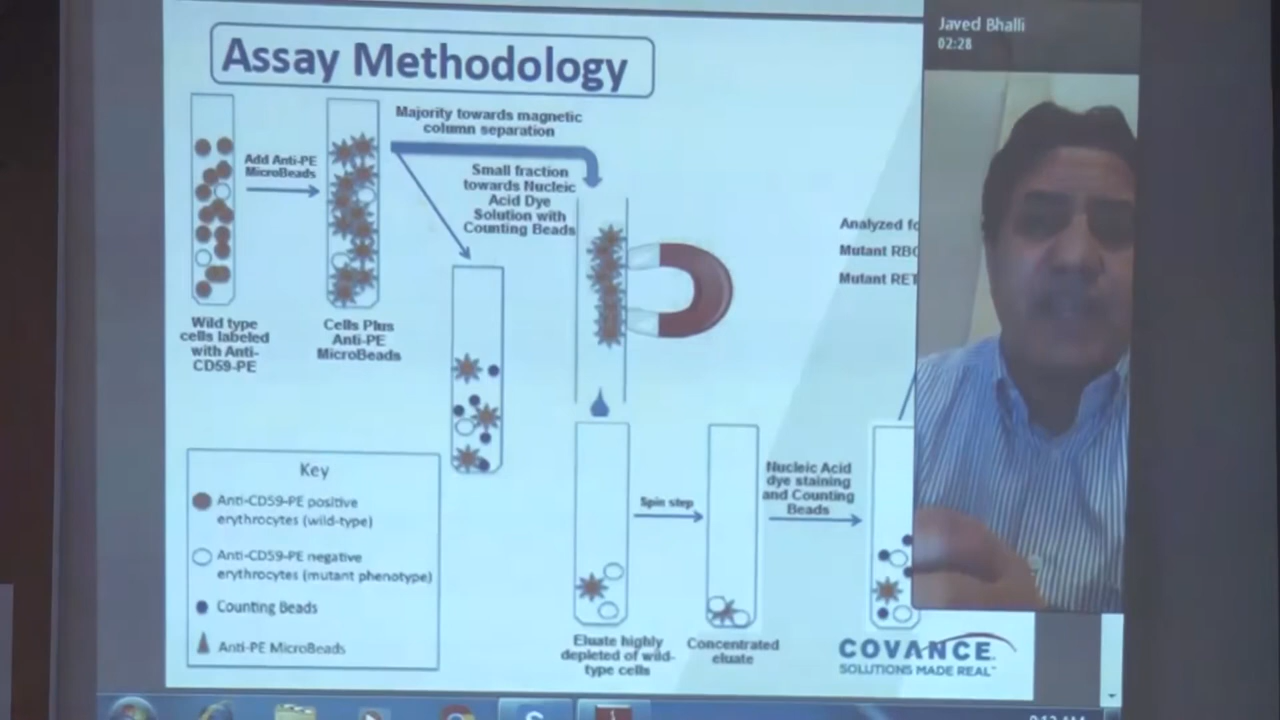 Javed Bhalli
02:28
Assay Methodology
Majority towards magnetic
column separation
Add Anti-PE
MicroBeads
Small fraction
towards Nucleic
Acid Dye
Solution with
Counting Beads
Analyzed fo
Mutant RBC
Mutant RET
Wild type
cells labeled
with Anti-
CD59-PE
Cells Plus
Anti-PE
MicroBeads
Key
Anti-CD59-PE positive
erythrocytes (wild-type)
Anti-CD59-PE negative
erythrocytes (mutant phenotype)
Counting Beads
Anti-PE MicroBeads
Spin step
Nucleic Acid
dye staining
and Counting
Beads
Eluate highly
depleted of wild-
type cells
Concentrated
eluate
COVANCE
SOLUTIONS MADE REAL™